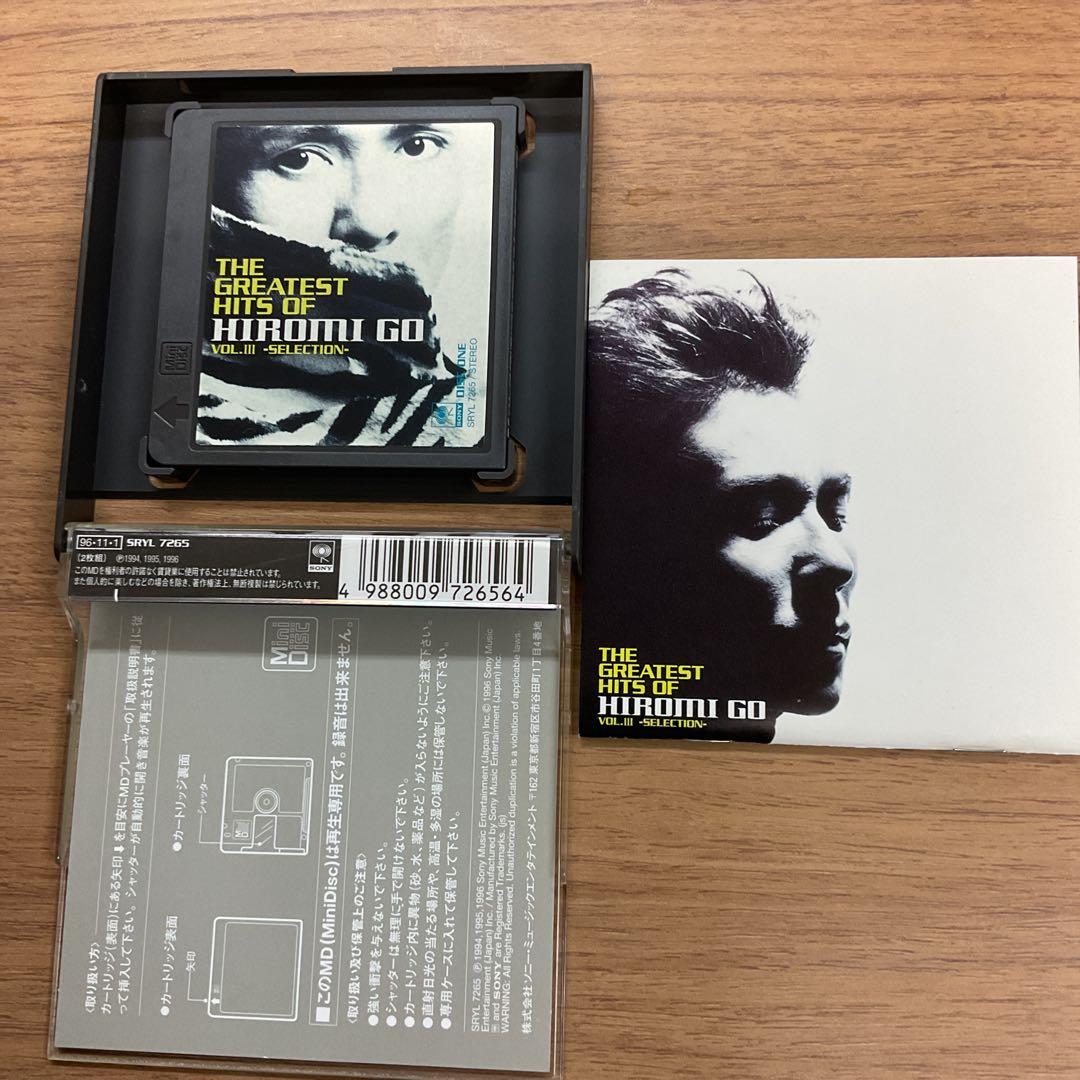 THE
GREATEST
HITS OF
HIROMI GO
VOL.III -SELECTION-
Mini
DISC
SONY
DISC ONE
SRYL 7265 / STEREO
THE
GREATEST
HITS OF
HIROMI GO
VOL.III -SELECTION-
96・11・1 SRYL 7265
(2枚組) Ⓟ1994, 1995, 1996
このMDを権利者の許諾なく賃貸業に使用することは禁じられています。
また個人的に楽しむなどの場合を除き、著作権法上、無断複製は禁じられています。
SONY
4 988009 726564
〈取り扱い方〉
カートリッジ(表面)にある矢印⬇を目安にMDプレーヤーの「取扱説明書」に従
って挿入して下さい。シャッターが自動的に開き音楽が再生されます。
●カートリッジ表面
矢印
●カートリッジ裏面
シャッター
Mini
DISC
■このMD(MiniDisc)は再生専用です。録音は出来ません。
〈取り扱い及び保管上のご注意〉
●強い衝撃を与えないで下さい。
●シャッターは無理に手で開けないで下さい。
●カートリッジ内に異物(砂、水、薬品など)が入らないようにご注意下さい。
●直射日光の当たる場所や、高温・多湿の場所には保管しないで下さい。
●専用ケースに入れて保管して下さい。
SRYL 7265 Ⓟ1994,1995,1996 Sony Music Entertainment (Japan) Inc.© 1996 Sony Music
Entertainment (Japan) Inc. / Manufactured by Sony Music Entertainment (Japan) Inc
and SONY are Registered Trademarks. (js)
WARNING: All Rights Reserved. Unauthorized duplication is a violation of applicable laws.
株式会社ソニー・ミュージックエンタテインメント 〒162 東京都新宿区市谷田町1丁目4番地